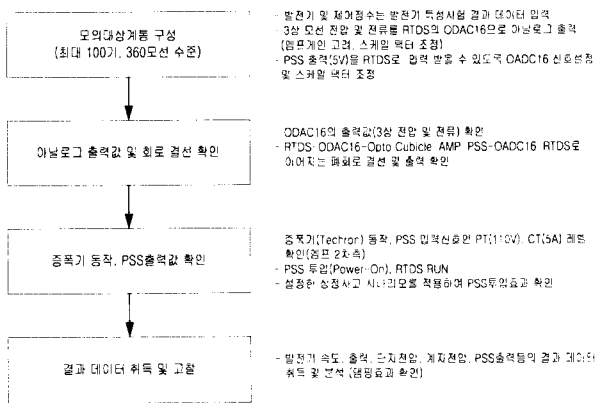 모의대상계통 구성
(최대 100기, 360모선 수준)
- 발전기 및 제어정수는 발전기 특성시험 결과 데이터 입력
- 3상 모선 전압 및 전류를 RTDS의 ODAC16으로 아날로그 출력
(앰프게인 고려, 스케일 팩터 조정)
- PSS 출력(5V)을 RTDS로 입력 받을 수 있도록 OADC16 신호설정
및 스케일 팩터 조정
아날로그 출력값 및 회로 결선 확인
ODAC16의 출력값(3상 전압 및 전류) 확인
- RTDS-ODAC16-Opto Cubicle AMP PSS-OADC16 RTDS로
이어지는 폐회로 결선 및 출력 확인
증폭기 동작, PSS출력값 확인
증폭기(Techron) 동작, PSS 입력신호인 PT(110V), CT(5A) 레벨
확인(앰프 2차측)
- PSS 투입(Power-On), RTDS RUN
- 설정한 상정사고 시나리오를 적용하여 PSS투입효과 확인
결과 데이터 취득 및 고찰
- 발전기 속도, 출력, 단자전압, 계자전압, PSS출력등의 결과 데이터
취득 및 분석 (댐핑효과 확인)